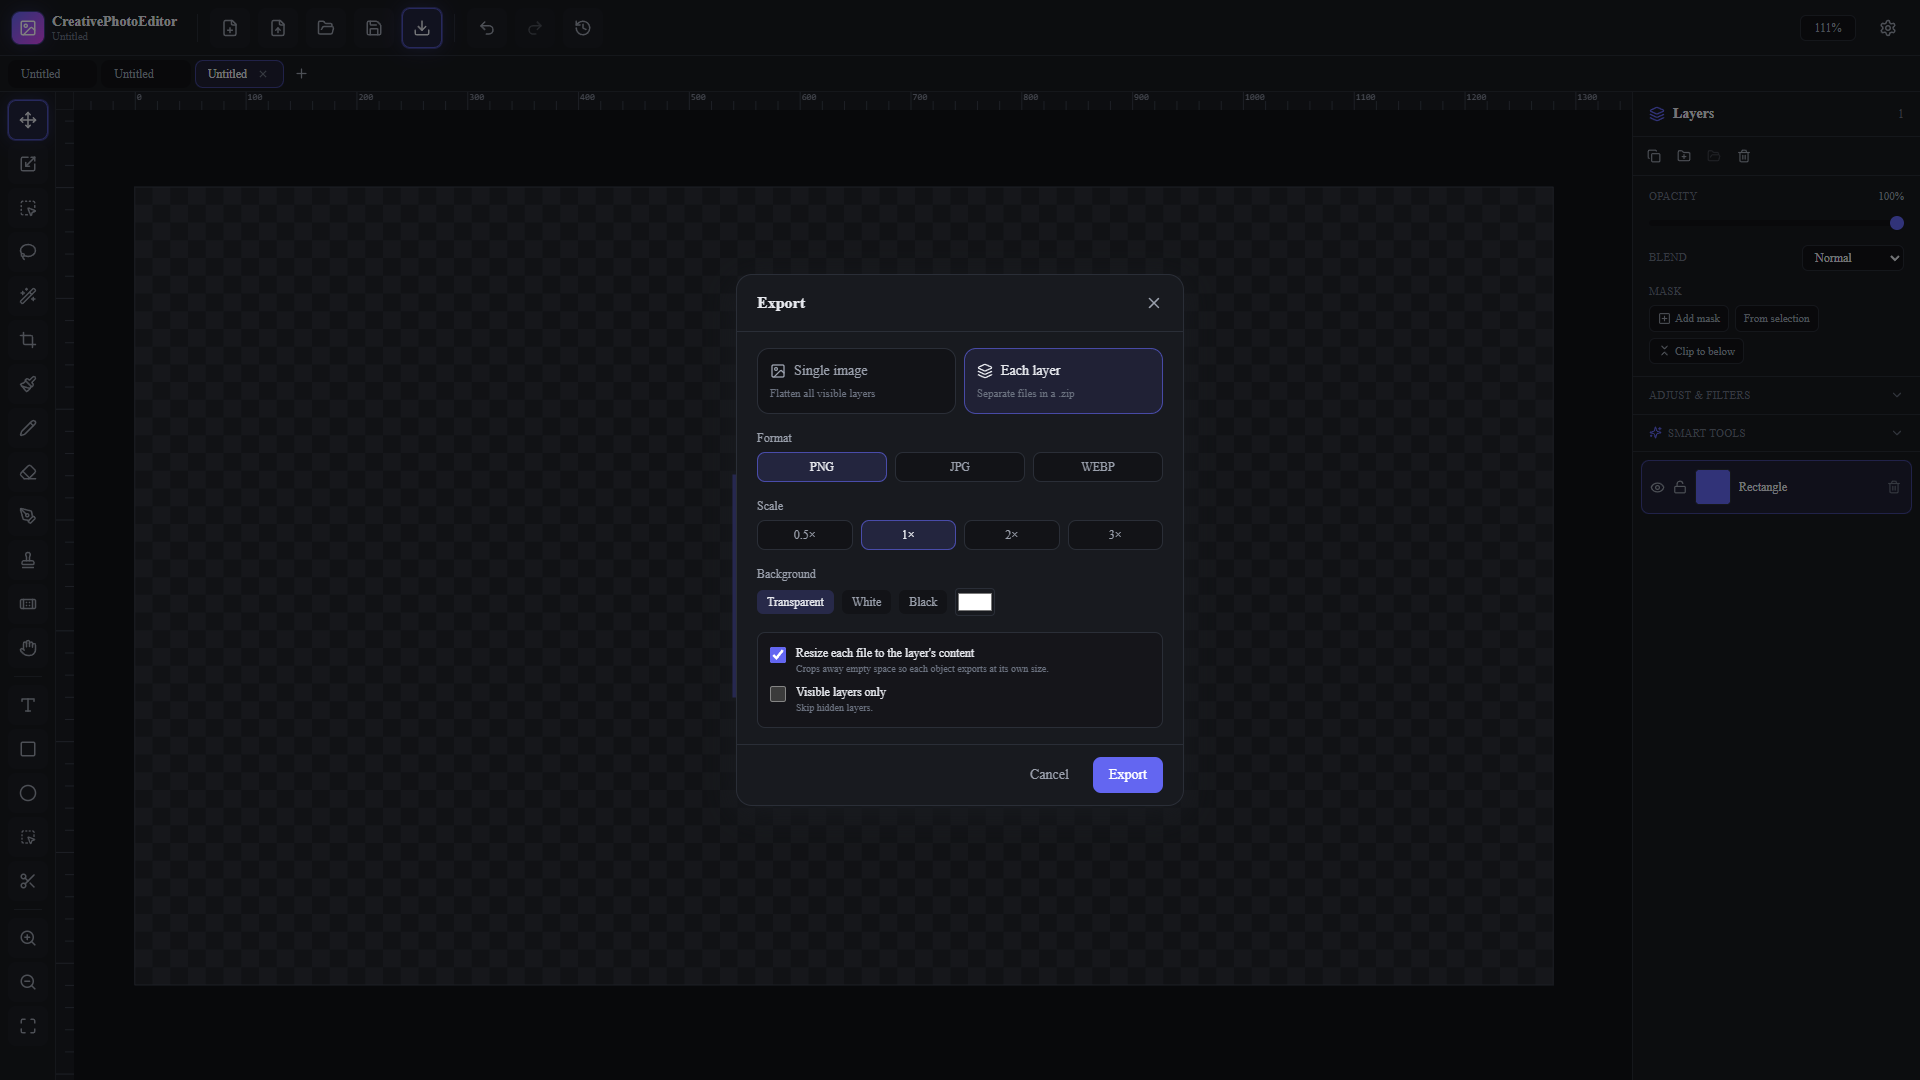 CreativePhotoEditor
Untitled
111%
Untitled
Untitled
Untitled
0 100 200 300 400 500 600 700 800 900 1000 1100 1200 1300
Layers
1
OPACITY
100%
BLEND
Normal
MASK
Add mask
From selection
Clip to below
ADJUST & FILTERS
SMART TOOLS
Rectangle
Export
Single image
Flatten all visible layers
Each layer
Separate files in a .zip
Format
PNG
JPG
WEBP
Scale
0.5×
1×
2×
3×
Background
Transparent
White
Black
Resize each file to the layer's content
Crops away empty space so each object exports at its own size.
Visible layers only
Skip hidden layers.
Cancel
Export